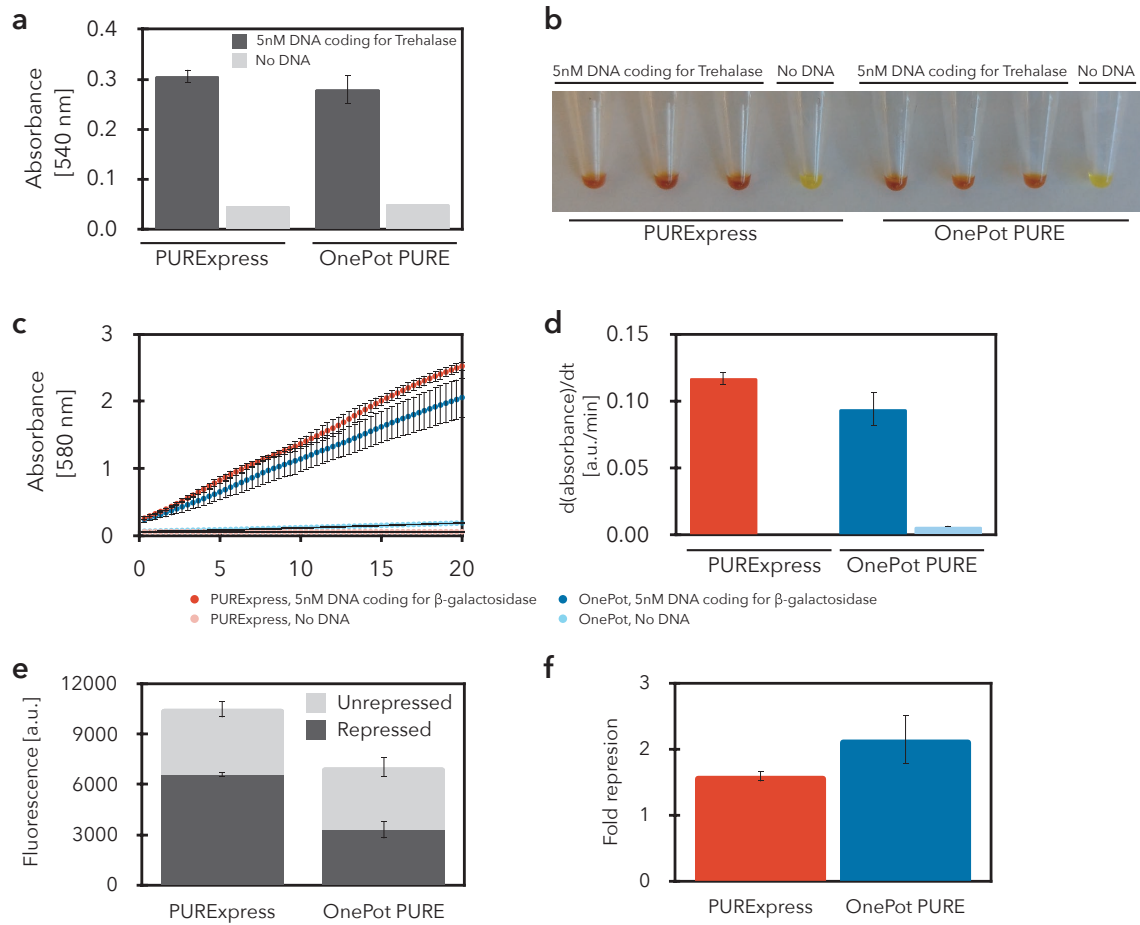 a
0.4
0.3
0.2
0.1
0.0
Absorbance
[540 nm]
5nM DNA coding for Trehalase
No DNA
PURExpress
OnePot PURE
b
5nM DNA coding for Trehalase
No DNA
5nM DNA coding for Trehalase
No DNA
PURExpress
OnePot PURE
c
3
2
1
0
Absorbance
[580 nm]
0
5
10
15
20
d
0.15
0.10
0.05
0.00
d(absorbance)/dt
[a.u./min]
PURExpress
OnePot PURE
PURExpress, 5nM DNA coding for β-galactosidase
OnePot, 5nM DNA coding for β-galactosidase
PURExpress, No DNA
OnePot, No DNA
e
12000
9000
6000
3000
0
Fluorescence [a.u.]
Unrepressed
Repressed
PURExpress
OnePot PURE
f
3
2
1
0
Fold represion
PURExpress
OnePot PURE